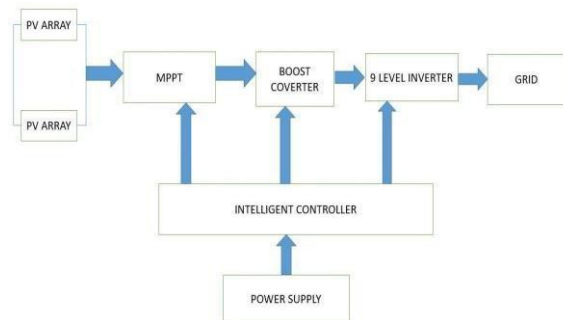 PV ARRAY
MPPT
BOOST
COVERTER
9 LEVEL INVERTER
GRID
PV ARRAY
INTELLIGENT CONTROLLER
POWER SUPPLY